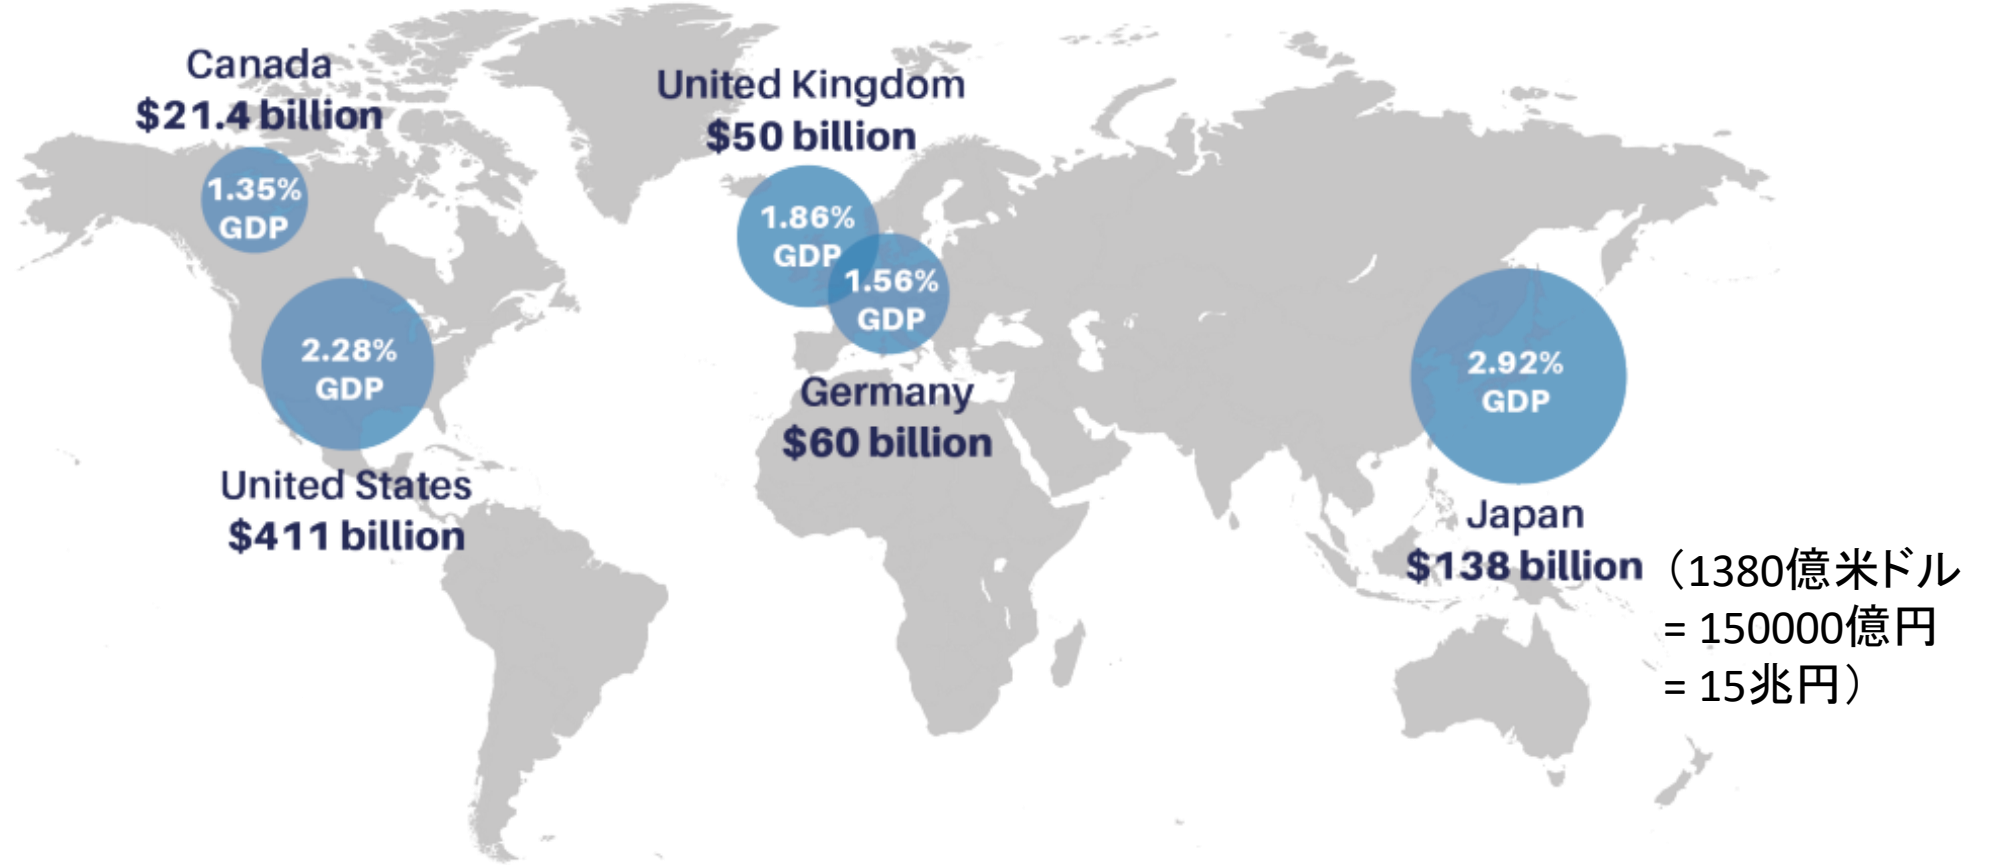 Canada
$21.4 billion
1.35%
GDP
United Kingdom
$50 billion
1.86%
GDP
1.56%
GDP
Germany
$60 billion
2.28%
GDP
United States
$411 billion
2.92%
GDP
Japan
$138 billion（1380億米ドル
= 150000億円
= 15兆円）